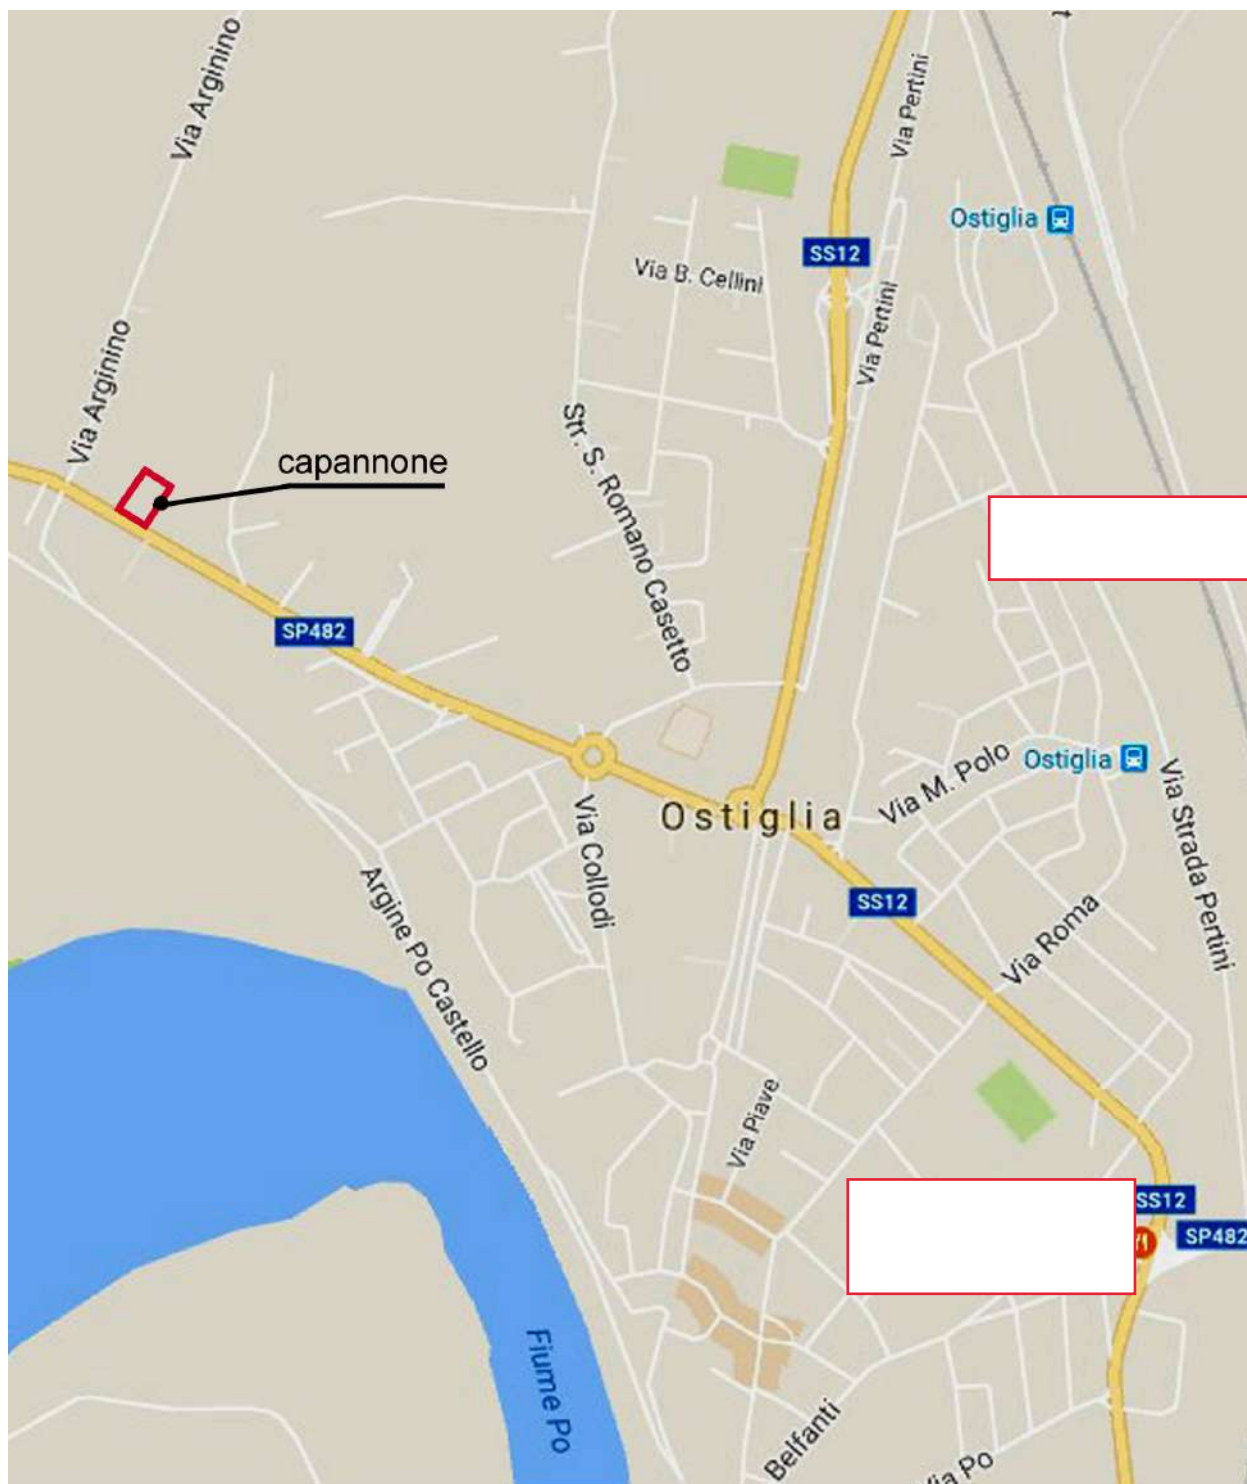 Via Arginino
Via Pertini
Ostiglia
SS12
Via B. Cellini
Via Pertini
Via Arginino
capannone
Str. S. Romano Casetto
SP482
Ostiglia
Via M. Polo
Ostiglia
Via Strada Pertini
Via Collodi
Argine Po Castello
SS12
Via Roma
Via Piave
SS12
SP482
Fiume Po
Belfanti
Via Po